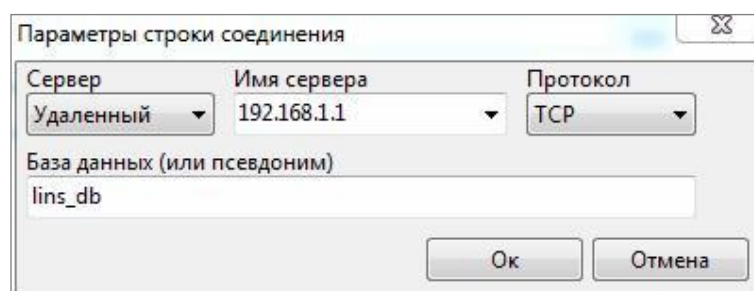 Параметры строки соединения
Сервер Имя сервера Протокол
Удаленный 192.168.1.1 TCP
База данных (или псевдоним)
lins_db
Ок Отмена